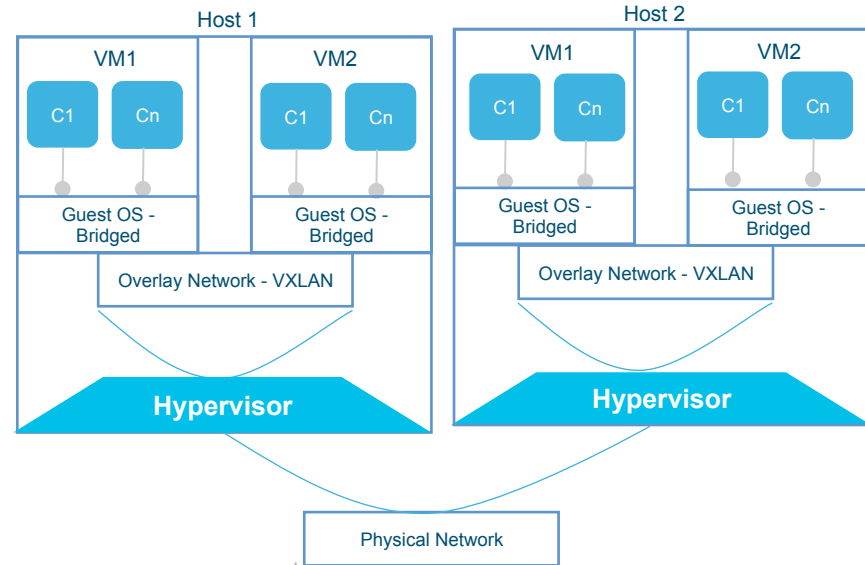 Host 1
Host 2
VM1
VM2
VM1
VM2
C1
Cn
C1
Cn
C1
Cn
C1
Cn
Guest OS -
Bridged
Guest OS -
Bridged
Guest OS -
Bridged
Guest OS -
Bridged
Overlay Network - VXLAN
Overlay Network - VXLAN
Hypervisor
Hypervisor
Physical Network